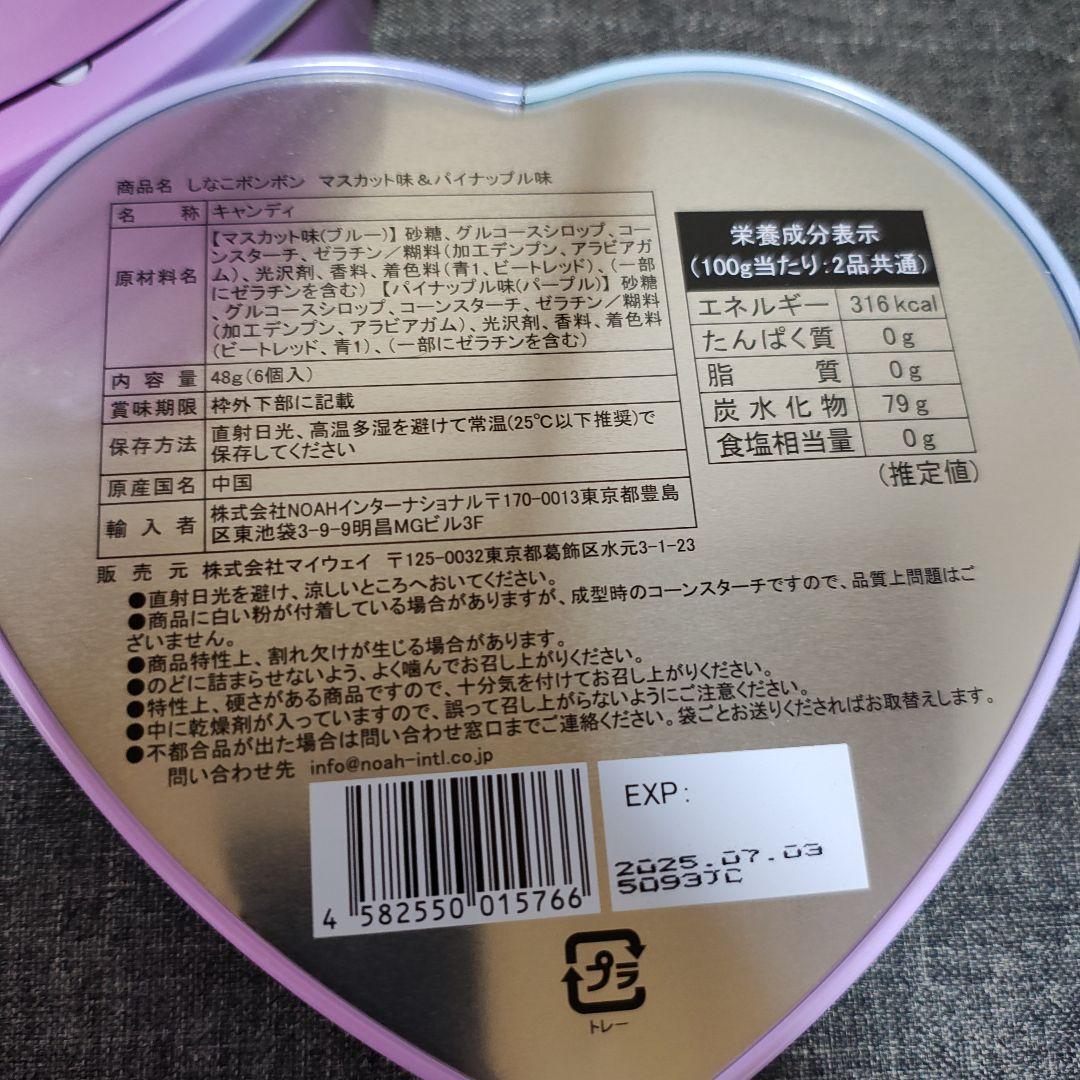 商品名 しなこボンボン マスカット味＆パイナップル味
名称 キャンディ
原材料名 【マスカット味(ブルー)】砂糖、グルコースシロップ、コー
ンスターチ、ゼラチン／糊料(加工デンプン、アラビアガ
ム)、光沢剤、香料、着色料(青1、ビートレッド)、(一部
にゼラチンを含む)【パイナップル味(パープル)】砂糖
、グルコースシロップ、コーンスターチ、ゼラチン／糊料
(加工デンプン、アラビアガム)、光沢剤、香料、着色料
(ビートレッド、青1)、(一部にゼラチンを含む)
内容量 48g(6個入)
賞味期限 枠外下部に記載
保存方法 直射日光、高温多湿を避けて常温(25℃以下推奨)で
保存してください
原産国名 中国
輸入者 株式会社NOAHインターナショナル〒170-0013東京都豊島
区東池袋3-9-9明昌MGビル3F
販売元 株式会社マイウェイ 〒125-0032東京都葛飾区水元3-1-23
●直射日光を避け、涼しいところへおいてください。
●商品に白い粉が付着している場合がありますが、成型時のコーンスターチですので、品質上問題はご
ざいません。
●商品特性上、割れ欠けが生じる場合があります。
●のどに詰まらせないよう、よく噛んでお召し上がりください。
●特性上、硬さがある商品ですので、十分気を付けてお召し上がりください。
●中に乾燥剤が入っていますので、誤って召し上がらないようにご注意ください。
●不都合品が出た場合は問い合わせ窓口までご連絡ください。袋ごとお送りくださればお取替えします。
問い合わせ先 info@noah-intl.co.jp
栄養成分表示
(100g当たり:2品共通)
エネルギー 316kcal
たんぱく質 0g
脂質 0g
炭水化物 79g
食塩相当量 0g
(推定値)
4 582550 015766
EXP:
2025.07.03
5093JC
プラ
トレー